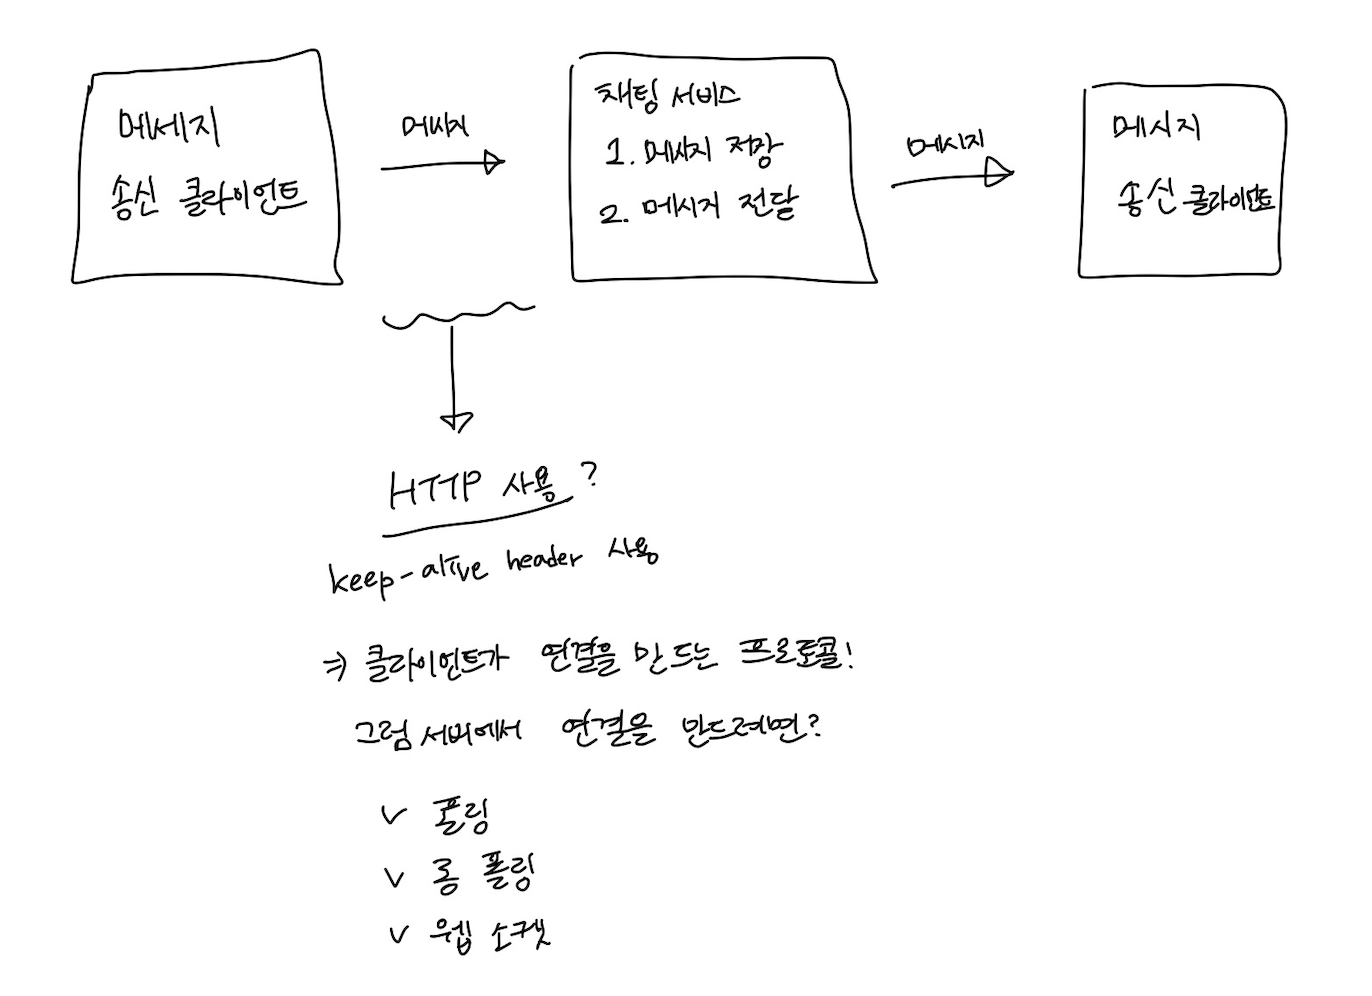 메세지
송신 클라이언트
메시지
채팅 서비스
1. 메시지 저장
2. 메시지 전달
메시지
메시지
송신 클라이언트
HTTP 사용?
keep-alive header 사용
⇒ 클라이언트가 연결을 만드는 프로토콜!
그럼 서버에서 연결을 만드려면?
v 폴링
v 롱 폴링
v 웹 소켓